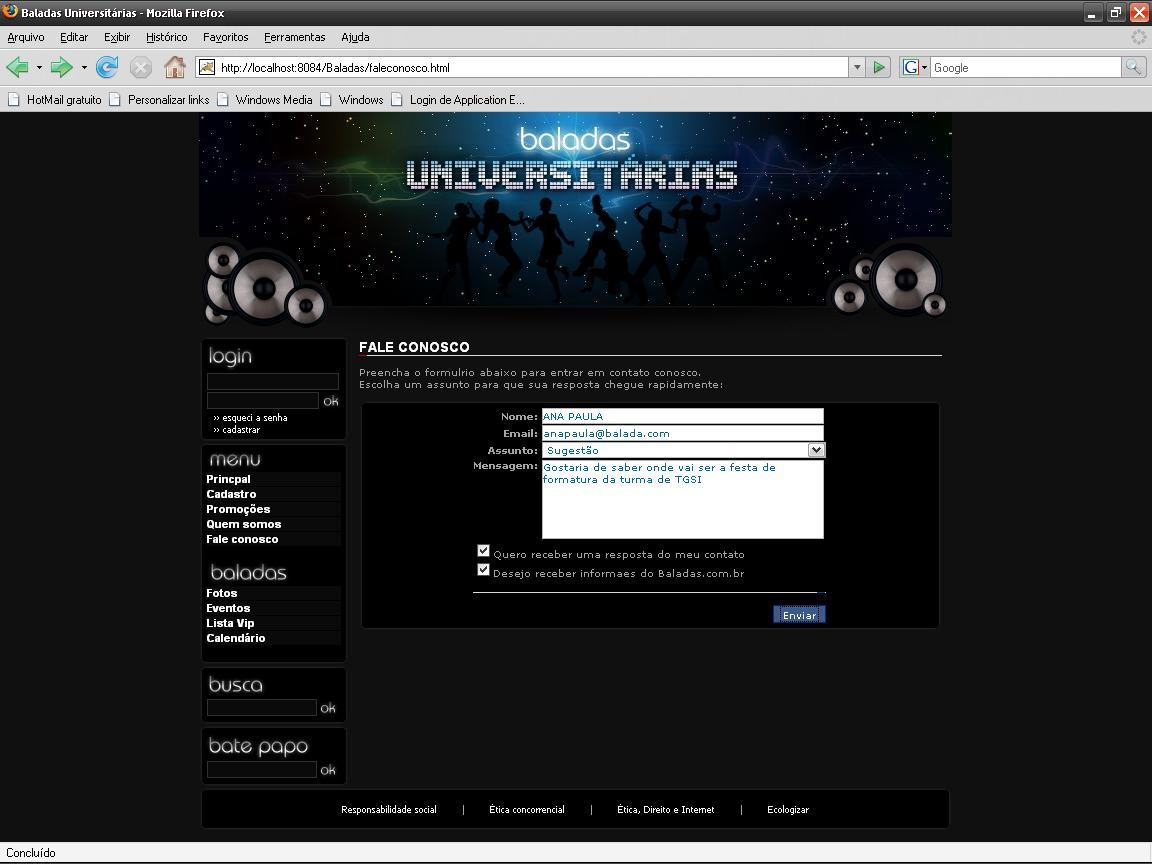 Baladas Universitárias - Mozilla Firefox
Arquivo Editar Exibir Histórico Favoritos Ferramentas Ajuda
http://localhost:8084/Baladas/faleconosco.html
G Google
HotMail gratuito Personalizar links Windows Media Windows Login de Application E...
baladas
UNIVERSITÁRIAS
login
ok
» esqueci a senha
» cadastrar
menu
Princpal
Cadastro
Promoções
Quem somos
Fale conosco
baladas
Fotos
Eventos
Lista Vip
Calendário
busca
ok
bate papo
ok
FALE CONOSCO
Preencha o formulrio abaixo para entrar em contato conosco.
Escolha um assunto para que sua resposta chegue rapidamente:
Nome: ANA PAULA
Email: anapaula@balada.com
Assunto: Sugestão
Mensagem: Gostaria de saber onde vai ser a festa de
formatura da turma de TGSI
Quero receber uma resposta do meu contato
Desejo receber informaes do Baladas.com.br
Enviar
Responsabilidade social | Ética concorrencial | Ética, Direito e Internet | Ecologizar
Concluído